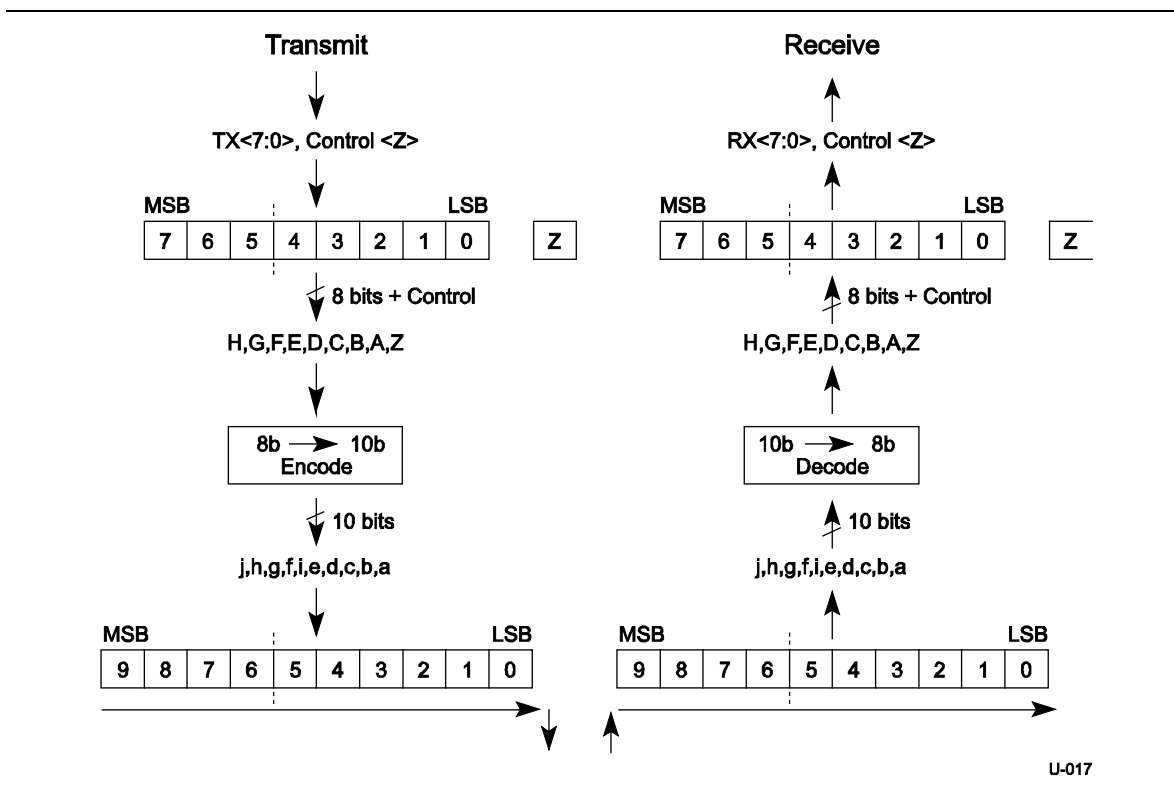 Transmit
TX<7:0>, Control <Z>
MSB LSB
7 6 5 4 3 2 1 0 Z
8 bits + Control
H,G,F,E,D,C,B,A,Z
8b 10b
Encode
10 bits
j,h,g,f,i,e,d,c,b,a
MSB LSB
9 8 7 6 5 4 3 2 1 0
Receive
RX<7:0>, Control <Z>
MSB LSB
7 6 5 4 3 2 1 0 Z
8 bits + Control
H,G,F,E,D,C,B,A,Z
10b 8b
Decode
10 bits
j,h,g,f,i,e,d,c,b,a
MSB LSB
9 8 7 6 5 4 3 2 1 0
U-017